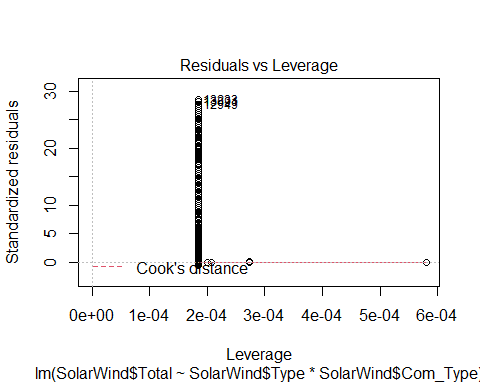 Residuals vs Leverage
Standardized residuals
30
20
10
5
0
12949
Cook's distance
0e+00 1e-04 2e-04 3e-04 4e-04 5e-04 6e-04
Leverage
lm(SolarWind$Total ~ SolarWind$Type * SolarWind$Com_Type)